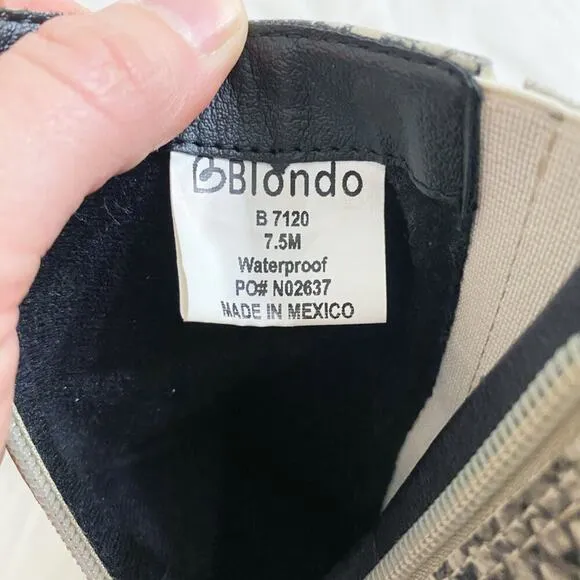 Blondo
B 7120
7.5M
Waterproof
PO# N02637
MADE IN MEXICO